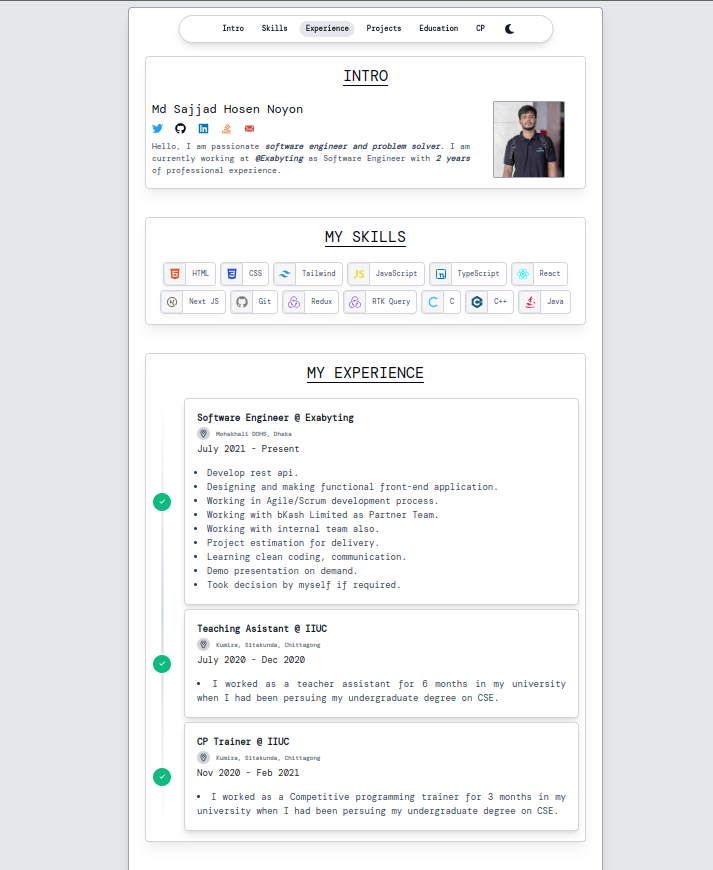 Intro Skills Experience Projects Education CP
INTRO
Md Sajjad Hosen Noyon
Hello, I am passionate software engineer and problem solver. I am
currently working at @Exabyting as Software Engineer with 2 years
of professional experience.
MY SKILLS
HTML CSS Tailwind JS JavaScript TypeScript React
N Next JS Git Redux RTK Query C C C C++ Java
MY EXPERIENCE
Software Engineer @ Exabyting
Mohakhali DOHS, Dhaka
July 2021 - Present
• Develop rest api.
• Designing and making functional front-end application.
• Working in Agile/Scrum development process.
• Working with bKash Limited as Partner Team.
• Working with internal team also.
• Project estimation for delivery.
• Learning clean coding, communication.
• Demo presentation on demand.
• Took decision by myself if required.
Teaching Asistant @ IIUC
Kumira, Sitakunda, Chittagong
July 2020 - Dec 2020
• I worked as a teacher assistant for 6 months in my university
when I had been persuing my undergraduate degree on CSE.
CP Trainer @ IIUC
Kumira, Sitakunda, Chittagong
Nov 2020 - Feb 2021
• I worked as a Competitive programming trainer for 3 months in my
university when I had been persuing my undergraduate degree on CSE.